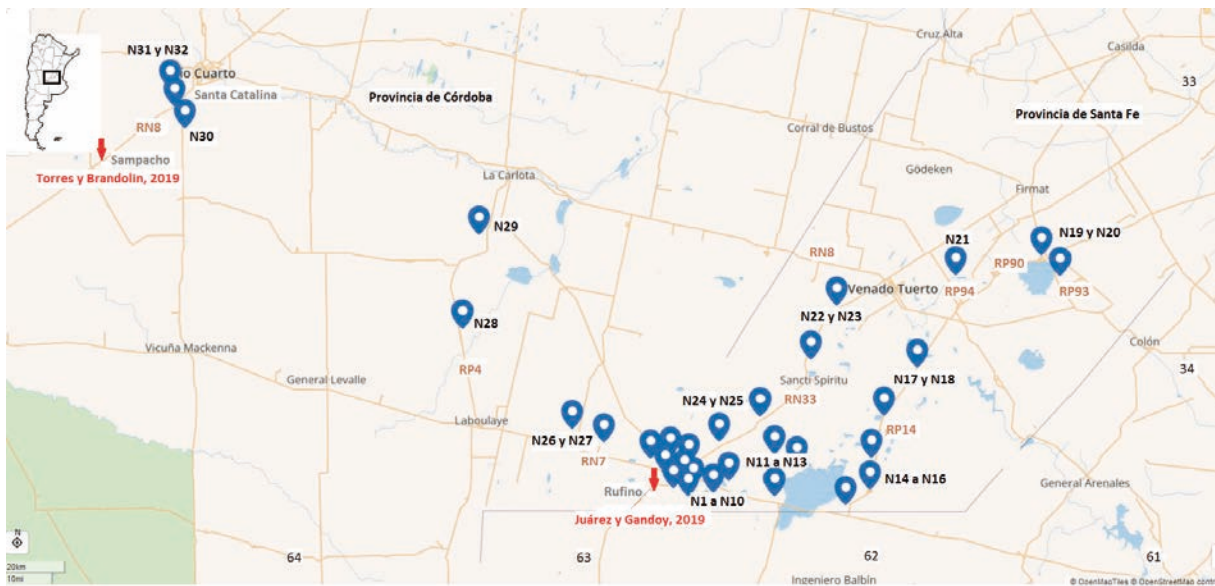 Cruz Alta
N31 y N32
Casilda
io Cuarto
33
Santa Catalina
Provincia de Córdoba
Provincia de Santa Fe
RN8
N30
Corral de Bustos
Sampacho
Gödeken
Torres y Brandolin, 2019
La Carlota
Firmat
N29
N21
N19 y N20
RN8
RP90
Venado Tuerto
RP94
RP93
N22 y N23
N28
Vicuña Mackenna
Colón
RP4
General Levalle
Sancti Spiritu
N17 y N18
34
N24 y N25
RN33
Laboulaye
RP14
N26 y N27
RN7
N11 a N13
Rufino
N1 a N10
N14 a N16
General Arenales
Juárez y Gandoy, 2019
N
64
63
62
61
20km
10mi
Ingeniero Balbín
© OpenMapTiles © OpenStreetMap.com